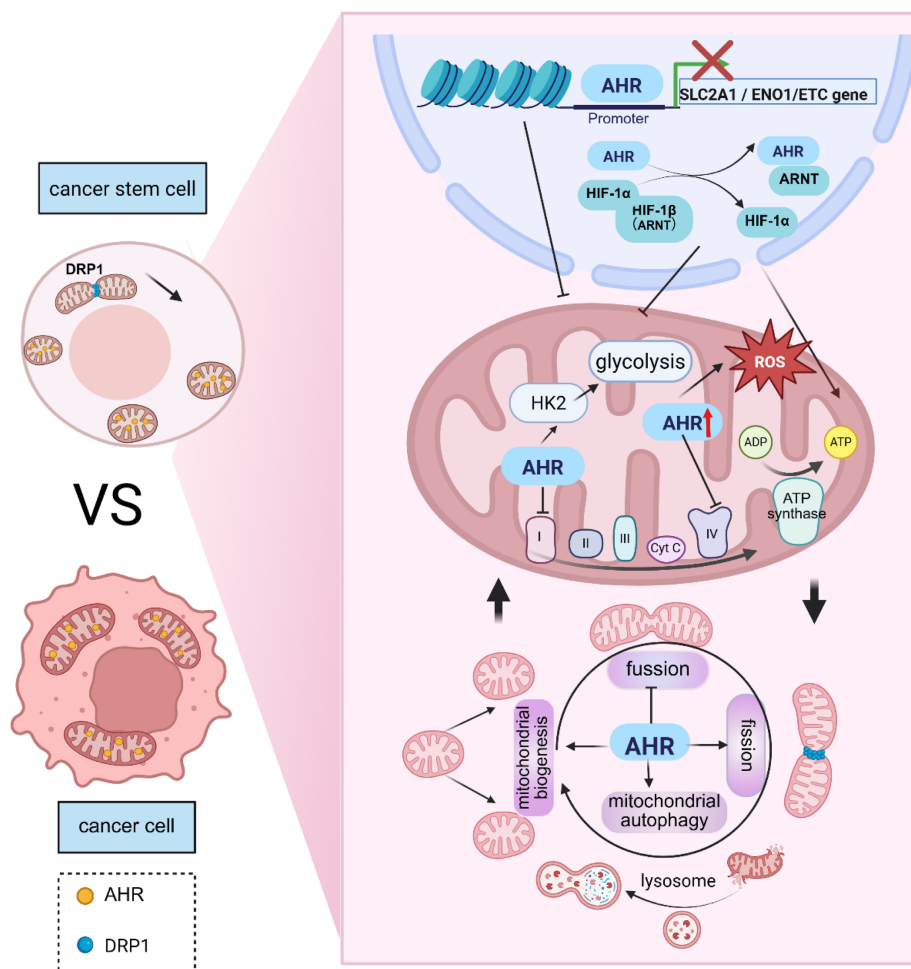 cancer stem cell
DRP1
VS
cancer cell
AHR
DRP1
AHR
Promoter
SLC2A1 / ENO1/ETC gene
AHR
HIF-1α
HIF-1β
(ARNT)
AHR
ARNT
HIF-1α
glycolysis
HK2
AHR
AHR
ROS
ADP
ATP
ATP
synthase
I
II
III
Cyt C
IV
fussion
mitochondrial
biogenesis
AHR
fission
mitochondrial
autophagy
lysosome